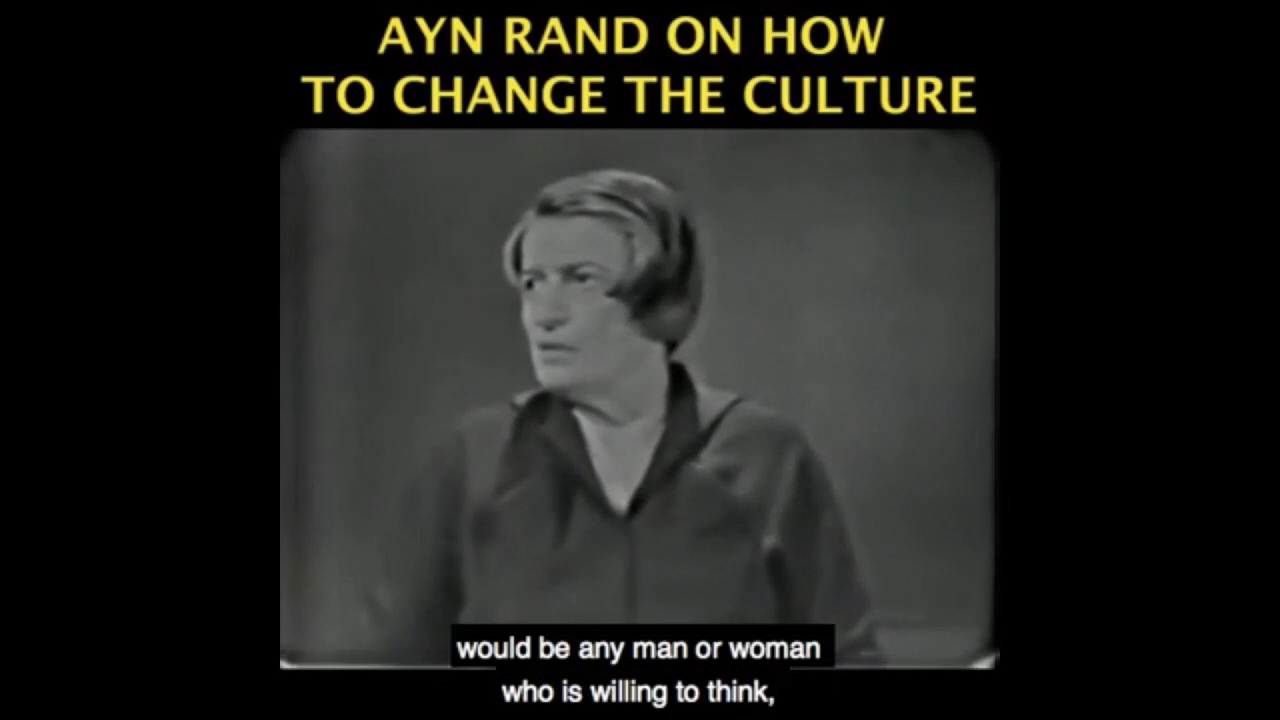 AYN RAND ON HOW
TO CHANGE THE CULTURE
would be any man or woman
who is willing to think,